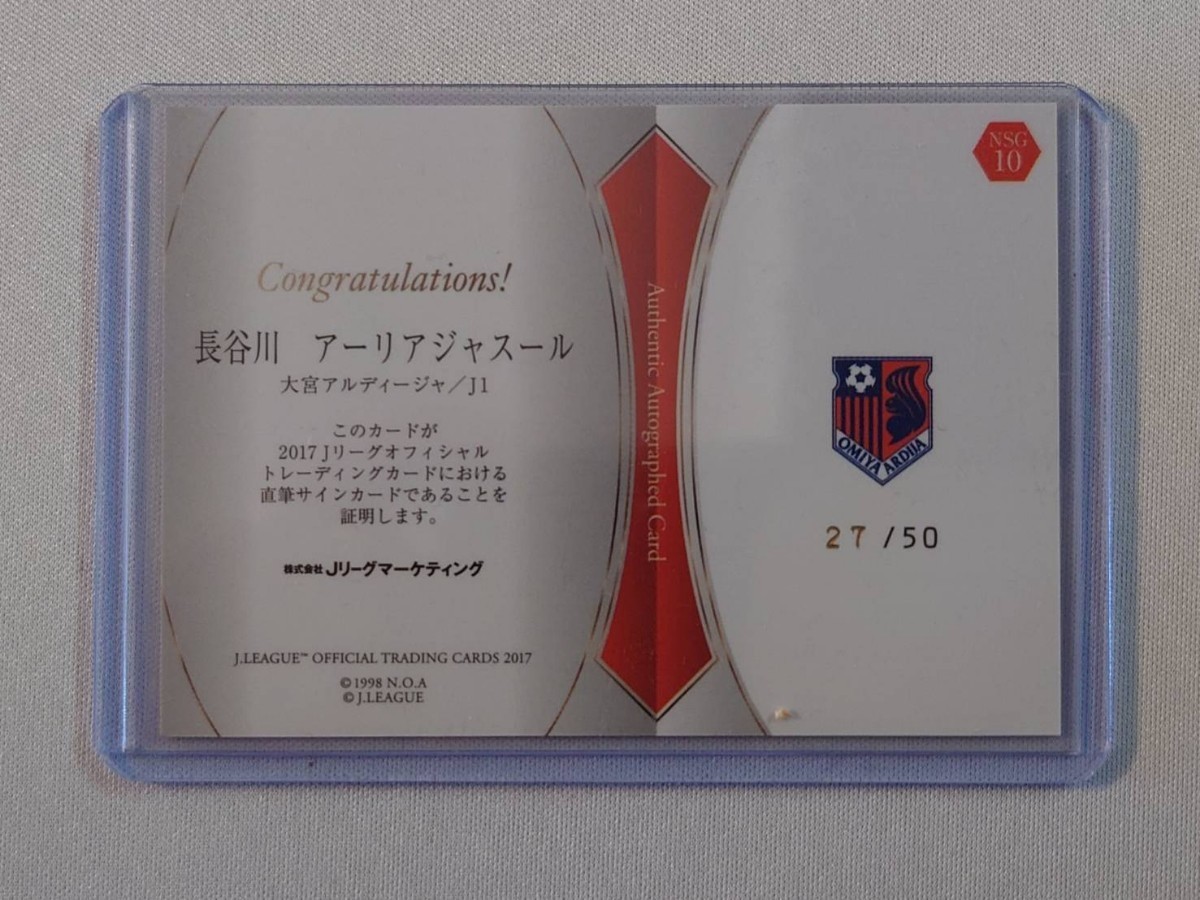 Congratulations!
長谷川　アーリアジャスール
大宮アルディージャ／J1
このカードが
2017 Jリーグオフィシャル
トレーディングカードにおける
直筆サインカードであることを
証明します。
株式会社 Jリーグマーケティング
J.LEAGUE™ OFFICIAL TRADING CARDS 2017
©1998 N.O.A
© J.LEAGUE
Authentic Autographed Card
NSG
10
OMIYA ARDIJA
27/50